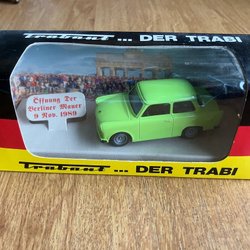 Trabant ... DER TRABI
Öffnung Der
Berliner Mauer
9 Nov. 1989
Trabant ... DER TRABI